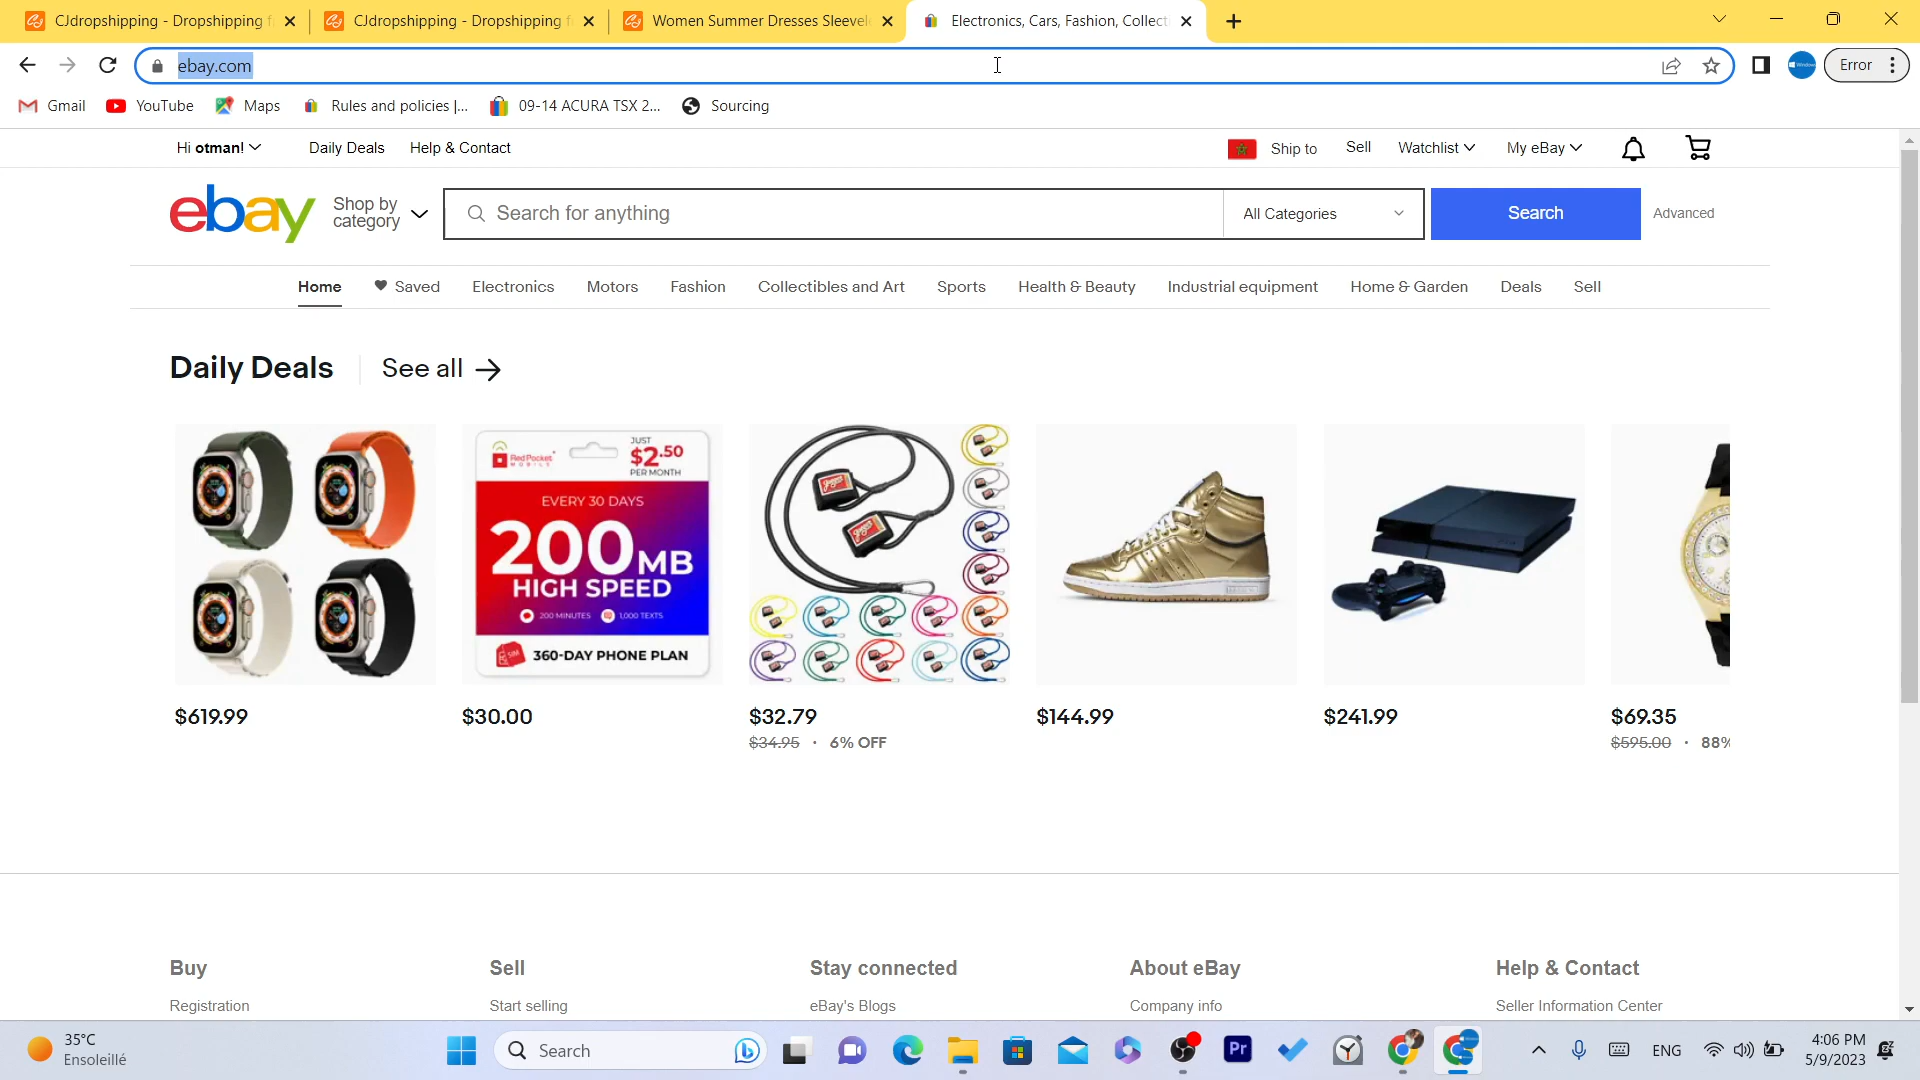 CJdropshipping - Dropshipping f
CJdropshipping - Dropshipping f
Women Summer Dresses Sleevele
Electronics, Cars, Fashion, Collect
ebay.com
Error
Gmail
YouTube
Maps
Rules and policies |...
09-14 ACURA TSX 2...
Sourcing
Hi otman!
Daily Deals
Help & Contact
Ship to
Sell
Watchlist
My eBay
ebay
Shop by
category
Search for anything
All Categories
Search
Advanced
Home
Saved
Electronics
Motors
Fashion
Collectibles and Art
Sports
Health & Beauty
Industrial equipment
Home & Garden
Deals
Sell
Daily Deals
See all
RedPocket
MOBILE
JUST
$2.50
PER MONTH
EVERY 30 DAYS
200MB
HIGH SPEED
200 MINUTES
1,000 TEXTS
SIM
360-DAY PHONE PLAN
$619.99
$30.00
$32.79
$34.95 · 6% OFF
$144.99
$241.99
$69.35
$595.00 · 88%
Buy
Sell
Stay connected
About eBay
Help & Contact
Registration
Start selling
eBay's Blogs
Company info
Seller Information Center
35°C
Ensoleillé
Search
Pr
ENG
4:06 PM
5/9/2023